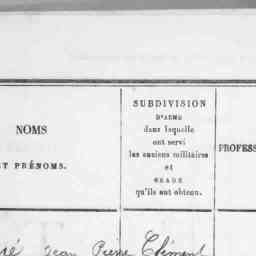 NOMS
ET PRÉNOMS.
SUBDIVISION
D'ARME
dans laquelle
ont servi
les anciens militaires
et
GRADE
qu'ils ont obtenu.
PROFESS
Jean Pierre Clément